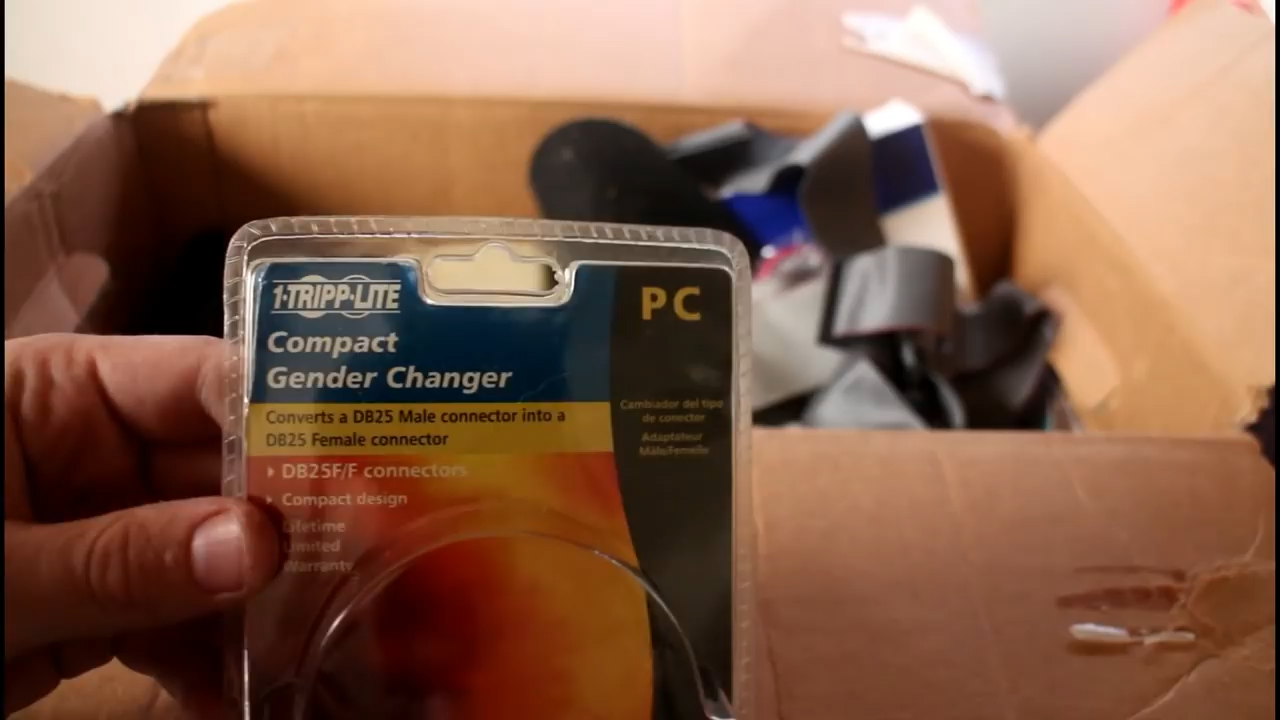 TRIPP·LITE
PC
Compact
Gender Changer
Converts a DB25 Male connector into a
DB25 Female connector
DB25F/F connectors
Compact design
Lifetime
Limited
Warranty
Cambiador del tipo
de conector
Adaptateur
Mâle/Femelle